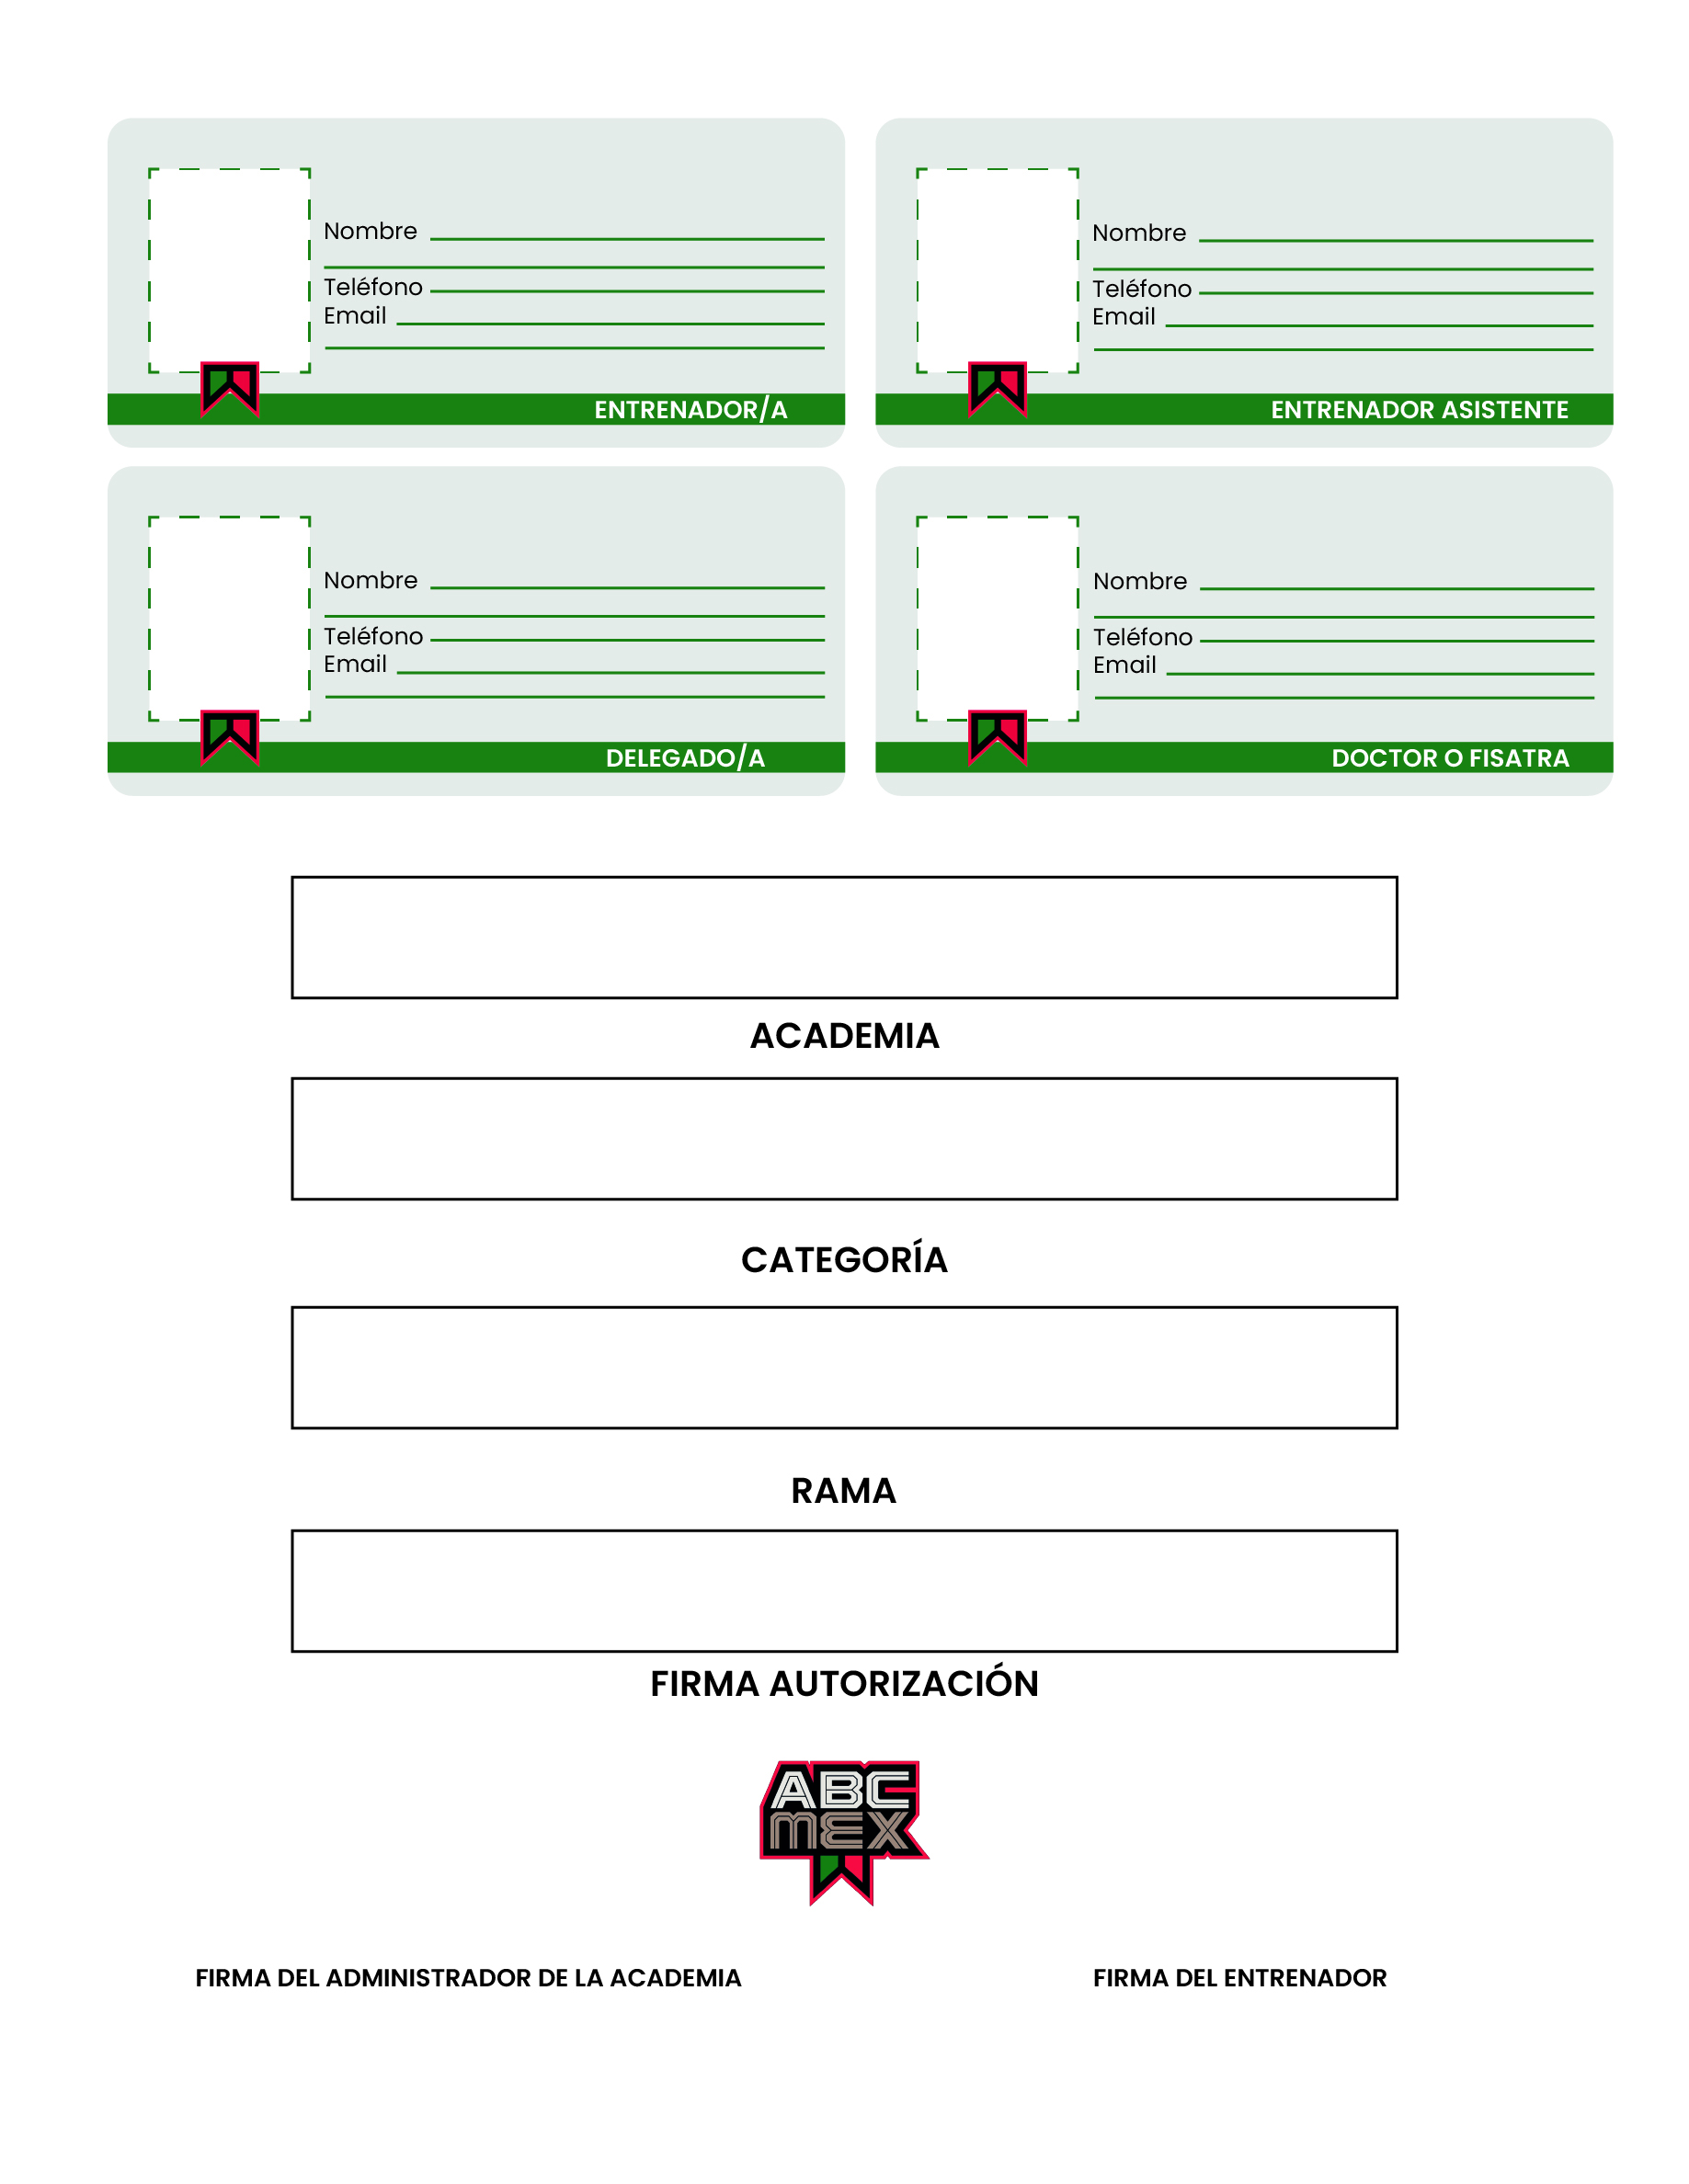 Nombre
Teléfono
Email
ENTRENADOR/A
Nombre
Teléfono
Email
ENTRENADOR ASISTENTE
Nombre
Teléfono
Email
DELEGADO/A
Nombre
Teléfono
Email
DOCTOR O FISATRA
ACADEMIA
CATEGORÍA
RAMA
FIRMA AUTORIZACIÓN
ABC
MEX
FIRMA DEL ADMINISTRADOR DE LA ACADEMIA
FIRMA DEL ENTRENADOR